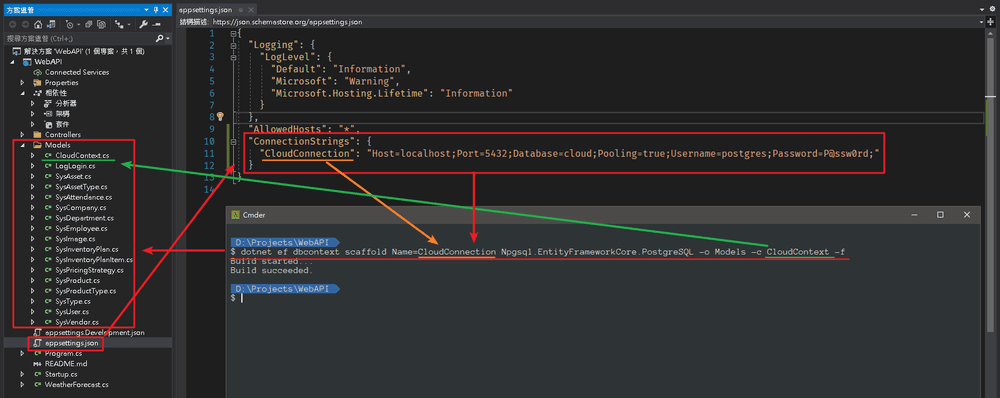 方案總管
搜尋方案總管 (Ctrl+;)
解決方案 'WebAPI' (1 個專案，共 1 個)
WebAPI
Connected Services
Properties
相依性
分析器
架構
套件
Controllers
Models
CloudContext.cs
LogLogin.cs
SysAsset.cs
SysAssetType.cs
SysAttendance.cs
SysCompany.cs
SysDepartment.cs
SysEmployee.cs
SysImage.cs
SysInventoryPlan.cs
SysInventoryPlanItem.cs
SysPricingStrategy.cs
SysProduct.cs
SysProductType.cs
SysType.cs
SysUser.cs
SysVendor.cs
appsettings.Development.json
appsettings.json
Program.cs
README.md
Startup.cs
WeatherForecast.cs
appsettings.json
結構描述: https://json.schemastore.org/appsettings.json
1 {
2 "Logging": {
3 "LogLevel": {
4 "Default": "Information",
5 "Microsoft": "Warning",
6 "Microsoft.Hosting.Lifetime": "Information"
7 }
8 },
9 "AllowedHosts": "*",
10 "ConnectionStrings": {
11 "CloudConnection": "Host=localhost;Port=5432;Database=cloud;Pooling=true;Username=postgres;Password=P@ssw0rd;"
12 }
13 }
14
Cmder
D:\Projects\WebAPI
$ dotnet ef dbcontext scaffold Name=CloudConnection Npgsql.EntityFrameworkCore.PostgreSQL -o Models -c CloudContext -f
Build started...
Build succeeded.
D:\Projects\WebAPI
$